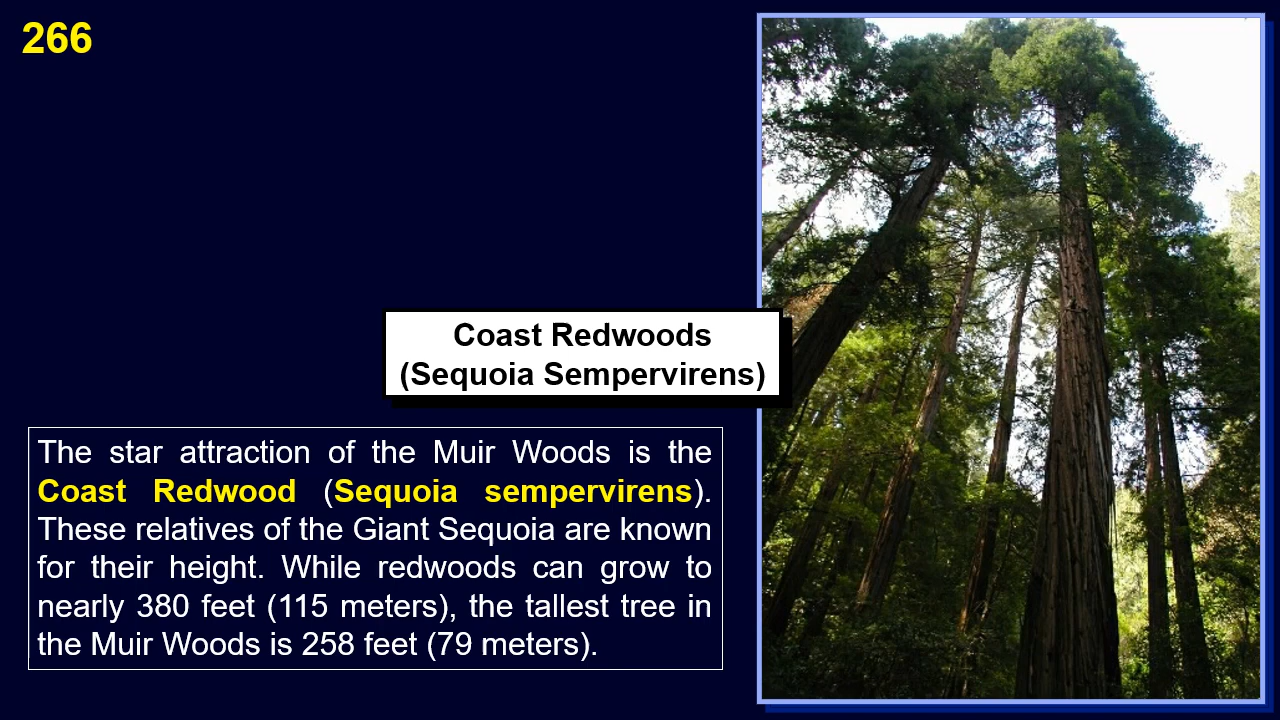 266
Coast Redwoods
(Sequoia Sempervirens)
The star attraction of the Muir Woods is the
Coast Redwood (Sequoia sempervirens).
These relatives of the Giant Sequoia are known
for their height. While redwoods can grow to
nearly 380 feet (115 meters), the tallest tree in
the Muir Woods is 258 feet (79 meters).